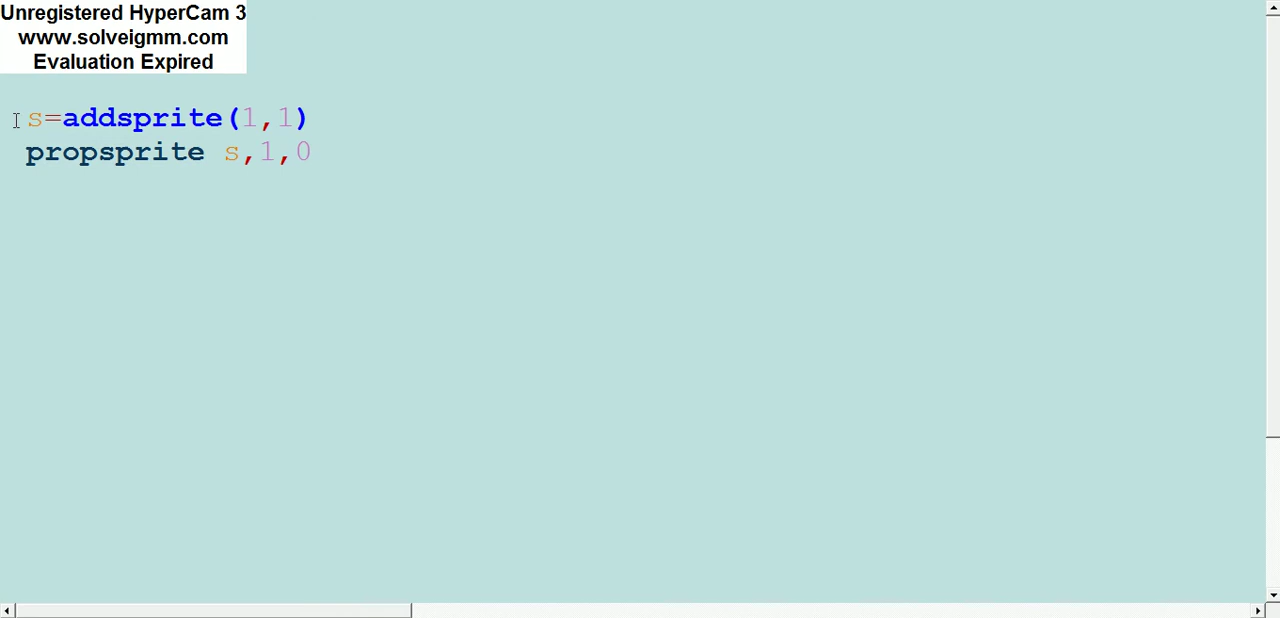 Unregistered HyperCam 3
www.solveigmm.com
Evaluation Expired
s=addsprite(1,1)
propsprite s,1,0